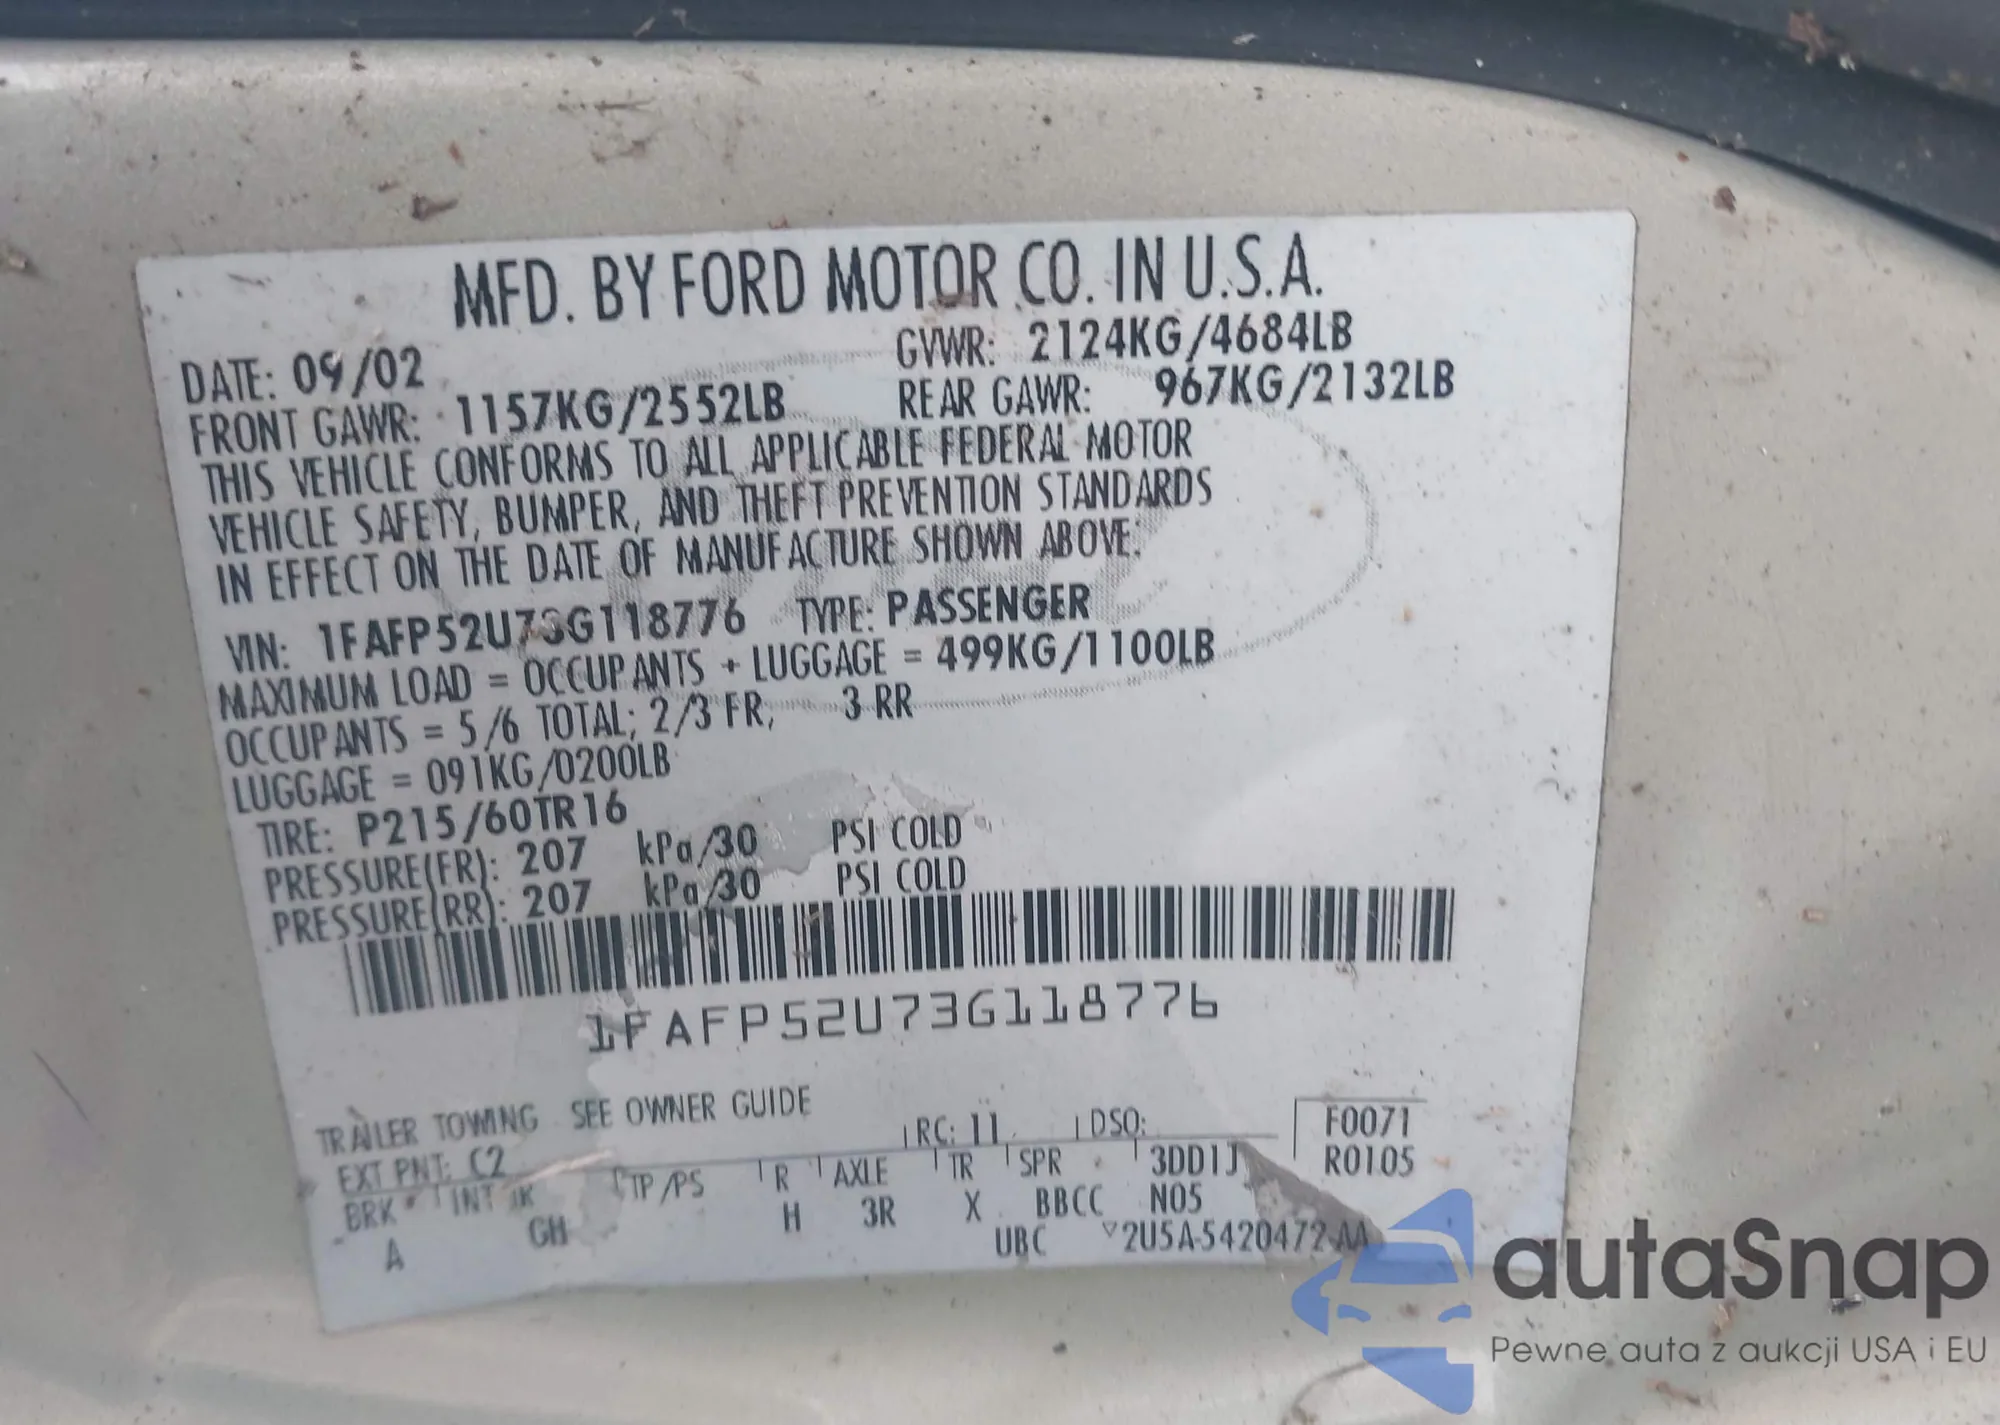 MFD. BY FORD MOTOR CO. IN U.S.A.
DATE: 09/02 GVWR: 2124KG/4684LB
FRONT GAWR: 1157KG/2552LB REAR GAWR: 967KG/2132LB
THIS VEHICLE CONFORMS TO ALL APPLICABLE FEDERAL MOTOR
VEHICLE SAFETY, BUMPER, AND THEFT PREVENTION STANDARDS
IN EFFECT ON THE DATE OF MANUFACTURE SHOWN ABOVE.
VIN: 1FAFP52U73G118776 TYPE: PASSENGER
MAXIMUM LOAD = OCCUPANTS + LUGGAGE = 499KG/1100LB
OCCUPANTS = 5/6 TOTAL; 2/3 FR, 3 RR
LUGGAGE = 091KG/0200LB
TIRE: P215/60TR16
PRESSURE(FR): 207 kPa/30 PSI COLD
PRESSURE(RR): 207 kPa/30 PSI COLD
1FAFP52U73G118776
TRAILER TOWING SEE OWNER GUIDE
EXT PNT: C2 RC: 11 DSO: F0071
BRK INT TP/PS R AXLE TR SPR 3DD1J R0105
A GH H 3R X BBCC N05
UBC 2U5A-5420472-AA
autaSnap
Pewne auta z aukcji USA i EU